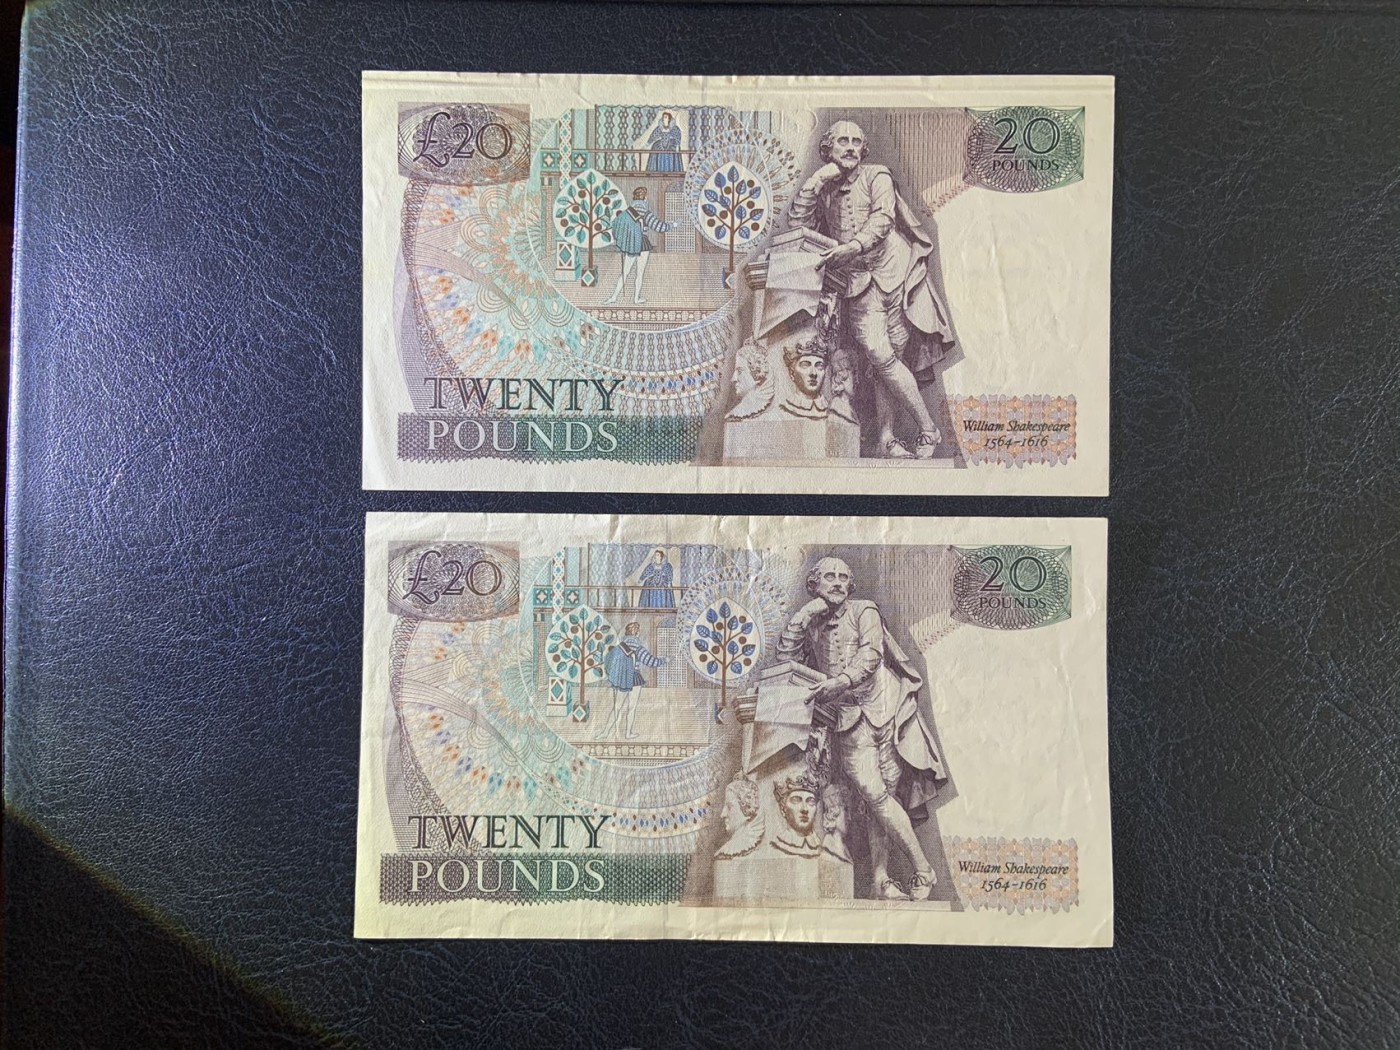 £20
20
POUNDS
TWENTY
POUNDS
William Shakespeare
1564–1616
£20
20
POUNDS
TWENTY
POUNDS
William Shakespeare
1564–1616